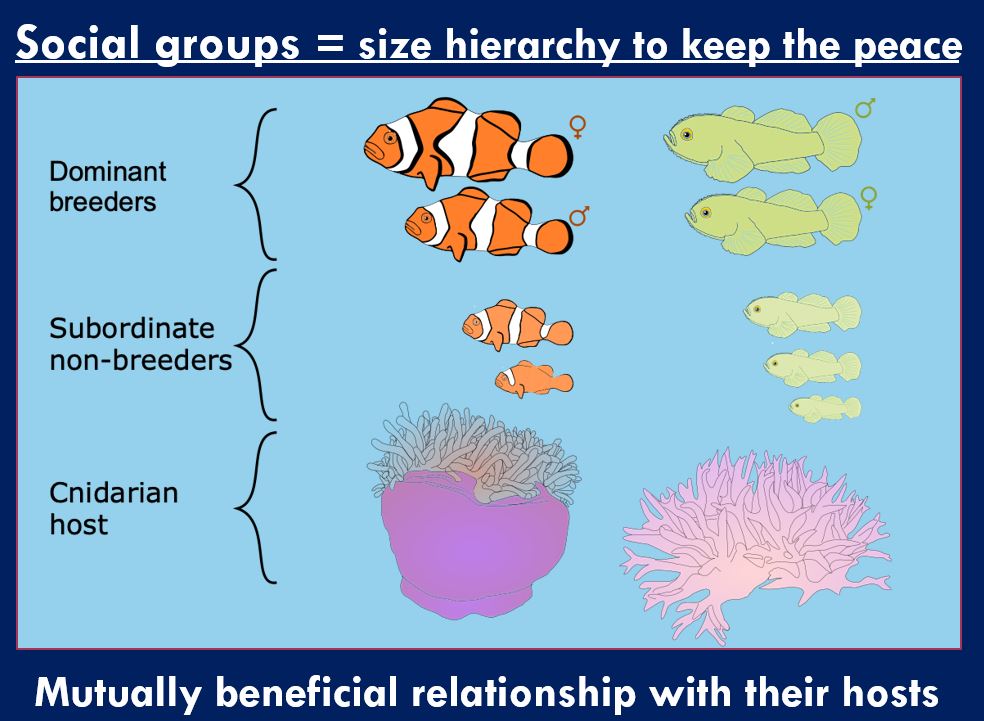 Social groups = size hierarchy to keep the peace
Dominant
breeders
♀
♂
♂
♀
Subordinate
non-breeders
Cnidarian
host
Mutually beneficial relationship with their hosts